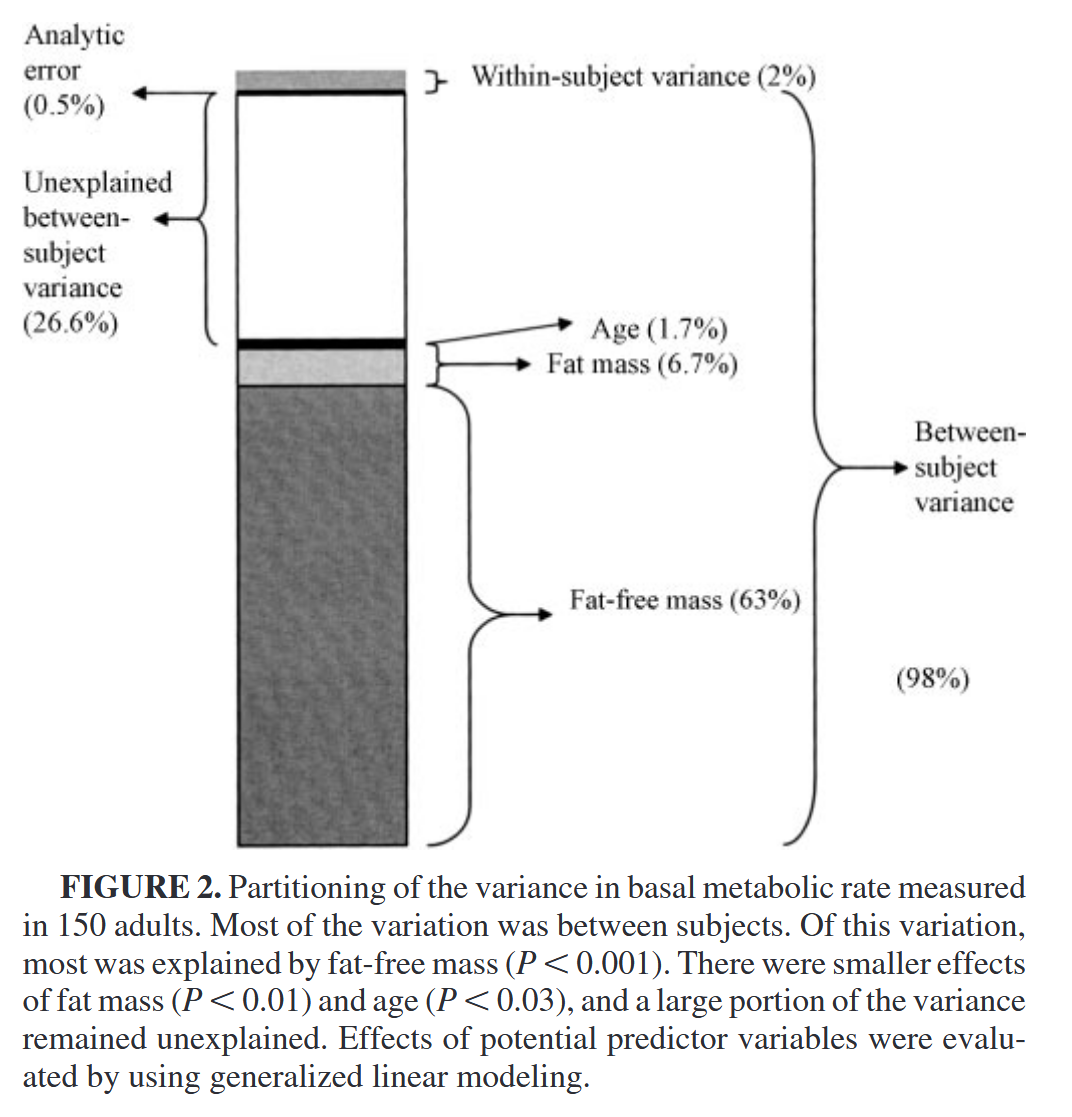 Analytic
error
(0.5%)
Within-subject variance (2%)
Unexplained
between-
subject
variance
(26.6%)
Age (1.7%)
Fat mass (6.7%)
Between-
subject
variance
Fat-free mass (63%)
(98%)
FIGURE 2. Partitioning of the variance in basal metabolic rate measured
in 150 adults. Most of the variation was between subjects. Of this variation,
most was explained by fat-free mass (P < 0.001). There were smaller effects
of fat mass (P < 0.01) and age (P < 0.03), and a large portion of the variance
remained unexplained. Effects of potential predictor variables were evalu-
ated by using generalized linear modeling.